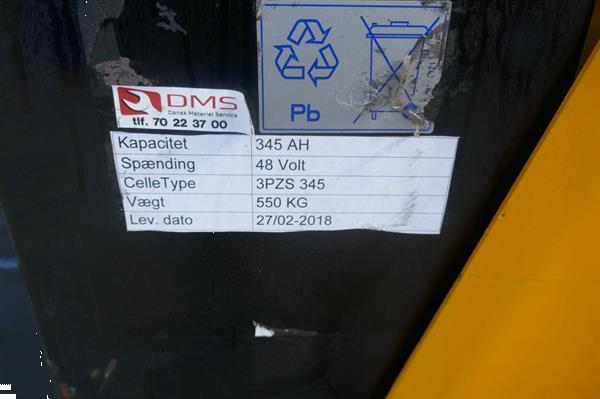 Pb
DMS
Dansk Materiel Service
tlf. 70 22 37 00
Kapacitet 345 AH
Spænding 48 Volt
CelleType 3PZS 345
Vægt 550 KG
Lev. dato 27/02-2018